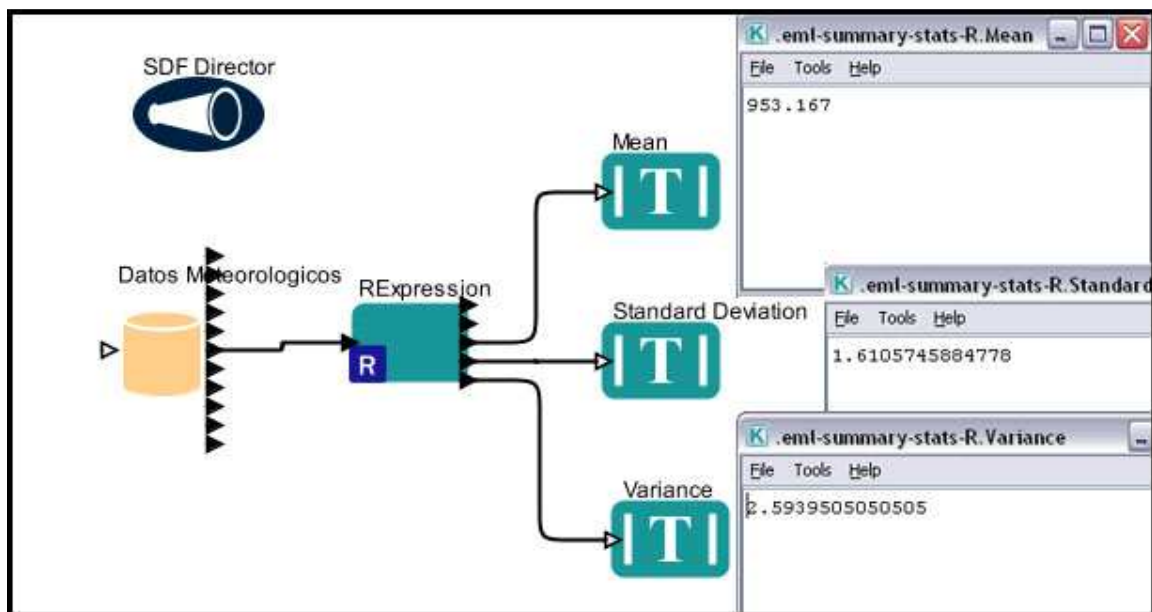 SDF Director
Datos Meteorologicos
RExpression
R
Mean
T
Standard Deviation
T
Variance
T
K .eml-summary-stats-R.Mean
File Tools Help
953.167
K .eml-summary-stats-R.Standard
File Tools Help
1.6105745884778
K .eml-summary-stats-R.Variance
File Tools Help
2.5939505050505